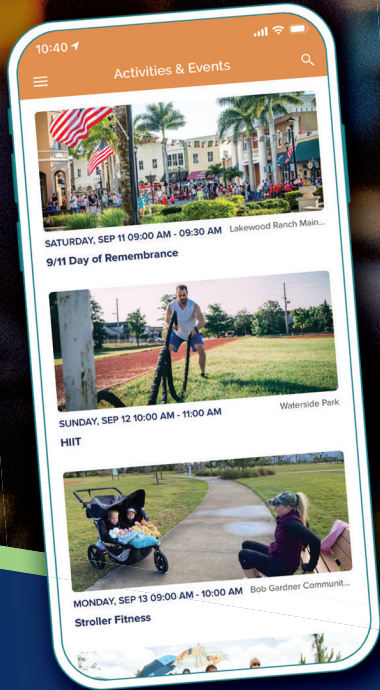 10:40
Activities & Events
SATURDAY, SEP 11 09:00 AM - 09:30 AM Lakewood Ranch Main...
9/11 Day of Remembrance
SUNDAY, SEP 12 10:00 AM - 11:00 AM Waterside Park
HIIT
MONDAY, SEP 13 09:00 AM - 10:00 AM Bob Gardner Communit...
Stroller Fitness